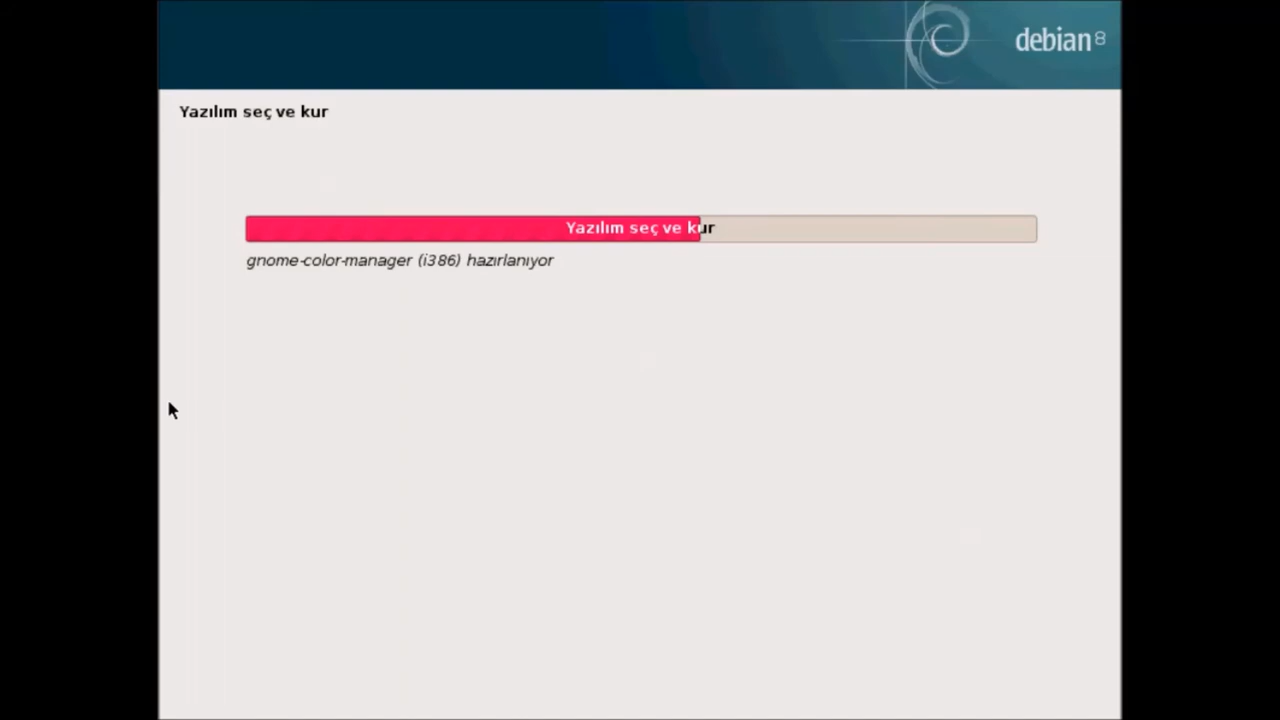 debian 8
Yazılım seç ve kur
Yazılım seç ve kur
gnome-color-manager (i386) hazırlanıyor